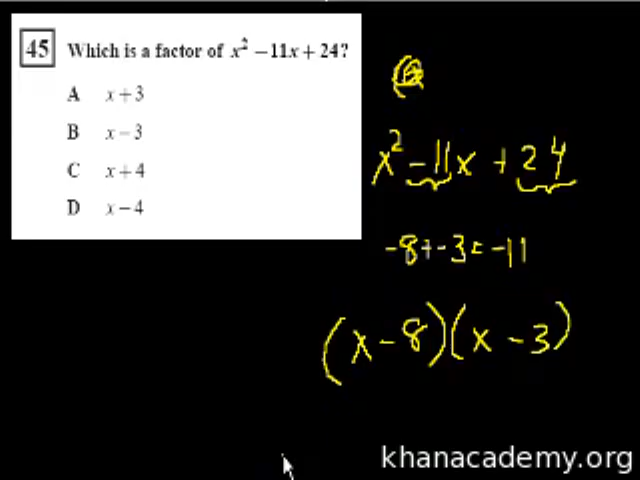 45 Which is a factor of x² – 11x + 24?
A x + 3
B x – 3
C x + 4
D x – 4
x² - 11x + 24
-8 + -3 = -11
(x - 8)(x - 3)
khanacademy.org